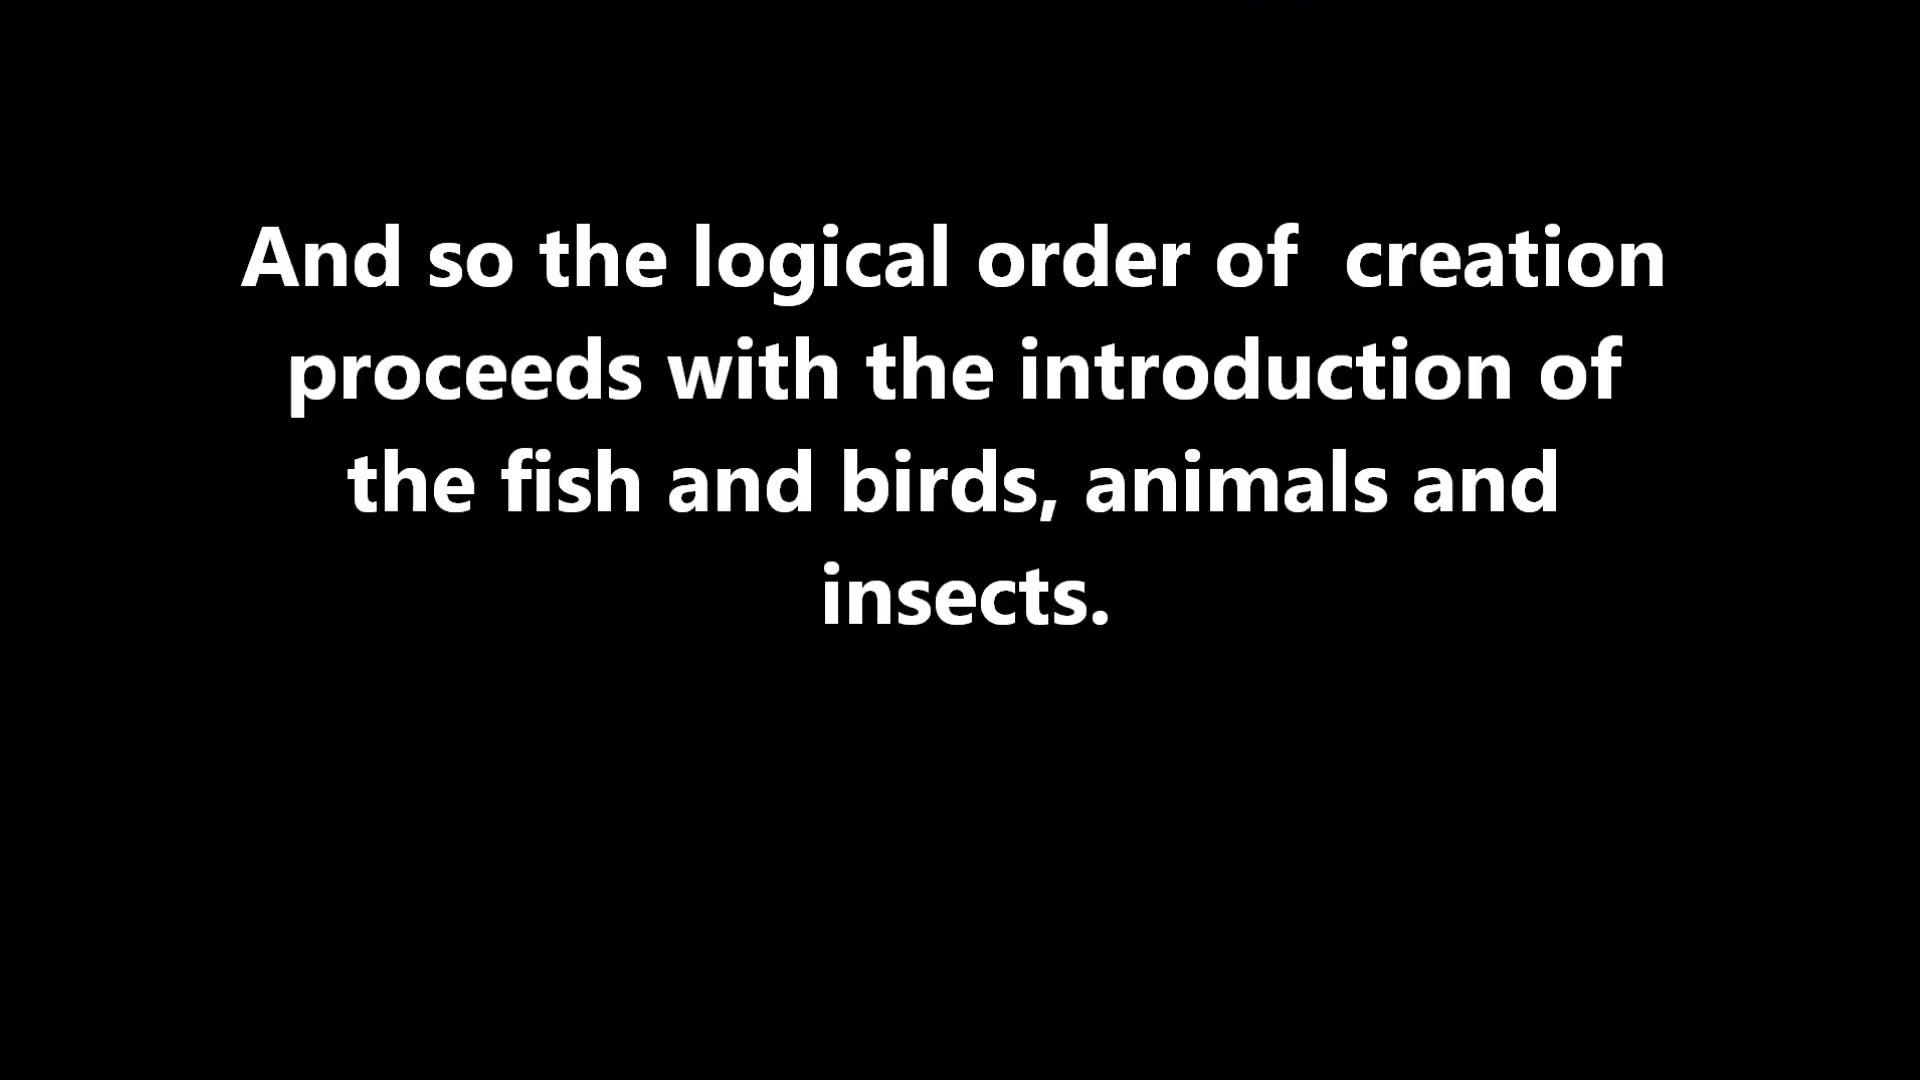 And so the logical order of  creation
proceeds with the introduction of
the fish and birds, animals and
insects.